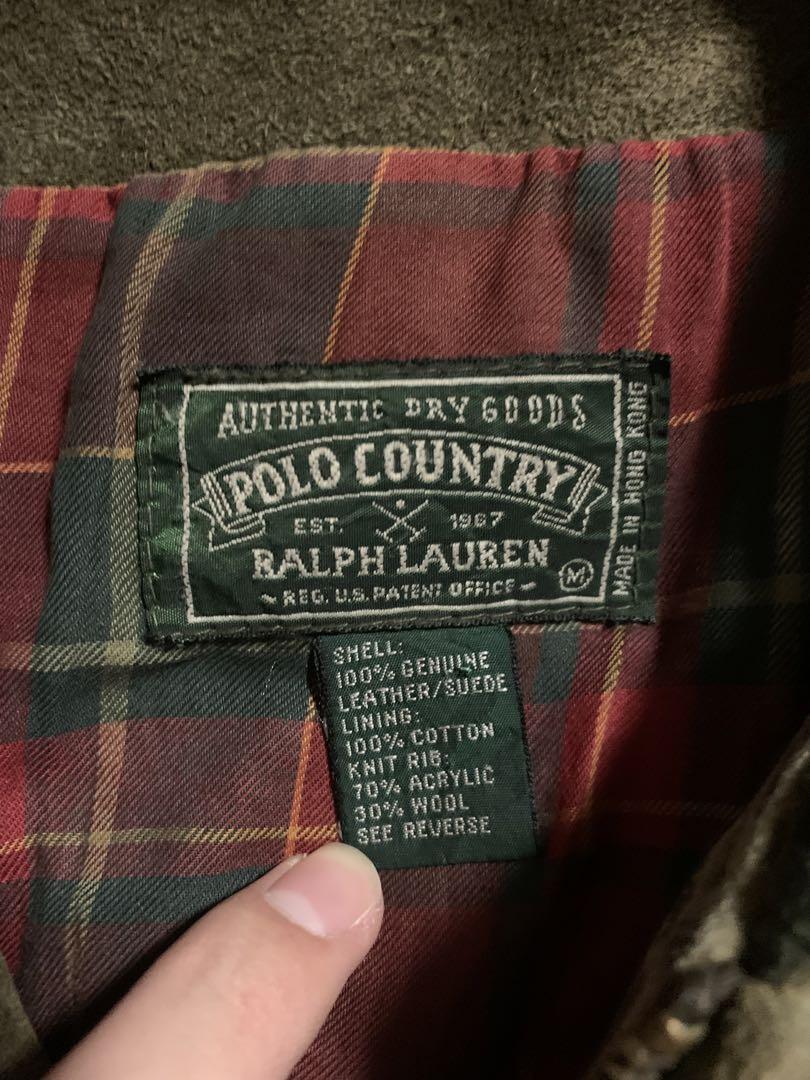 AUTHENTIC DRY GOODS
POLO COUNTRY
EST. 1967
RALPH LAUREN
REG. U.S. PATENT OFFICE
M
MADE IN HONG KONG
SHELL:
100% GENUINE
LEATHER/SUEDE
LINING:
100% COTTON
KNIT RIB:
70% ACRYLIC
30% WOOL
SEE REVERSE